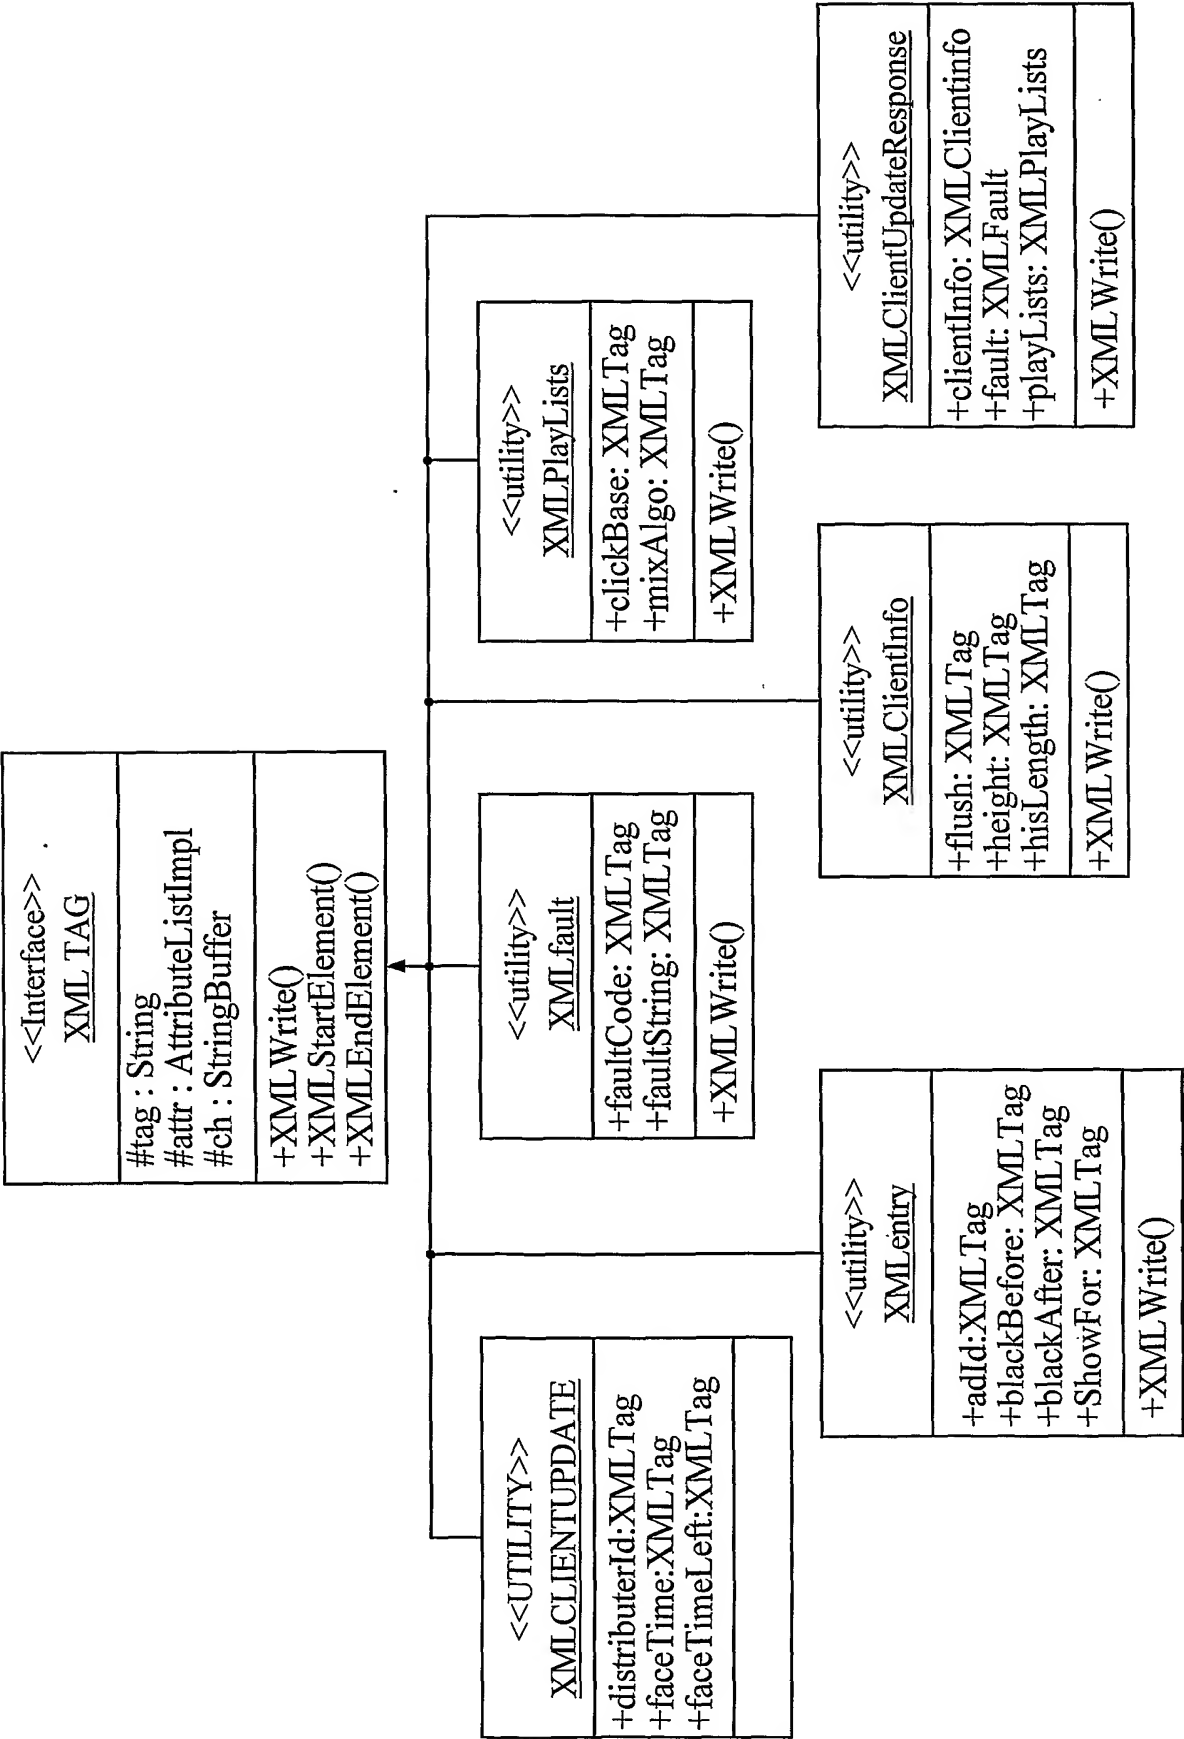 <<Interface>>
XML TAG
#tag : String
#attr : AttributeListImpl
#ch : StringBuffer
+XMLWrite()
+XMLStartElement()
+XMLEndElement()
<<UTILITY>>
XMLCLIENTUPDATE
+distributerId:XMLTag
+faceTime:XMLTag
+faceTimeLeft:XMLTag
<<utility>>
XMLfault
+faultCode: XMLTag
+faultString: XMLTag
+XMLWrite()
<<utility>>
XMLPlayLists
+clickBase: XMLTag
+mixAlgo: XMLTag
+XMLWrite()
<<utility>>
XMLentry
+adId:XMLTag
+blackBefore: XMLTag
+blackAfter: XMLTag
+ShowFor: XMLTag
+XMLWrite()
<<utility>>
XMLClientInfo
+flush: XMLTag
+height: XMLTag
+hisLength: XMLTag
+XMLWrite()
<<utility>>
XMLClientUpdateResponse
+clientInfo: XMLClientinfo
+fault: XMLFault
+playLists: XMLPlayLists
+XMLWrite()